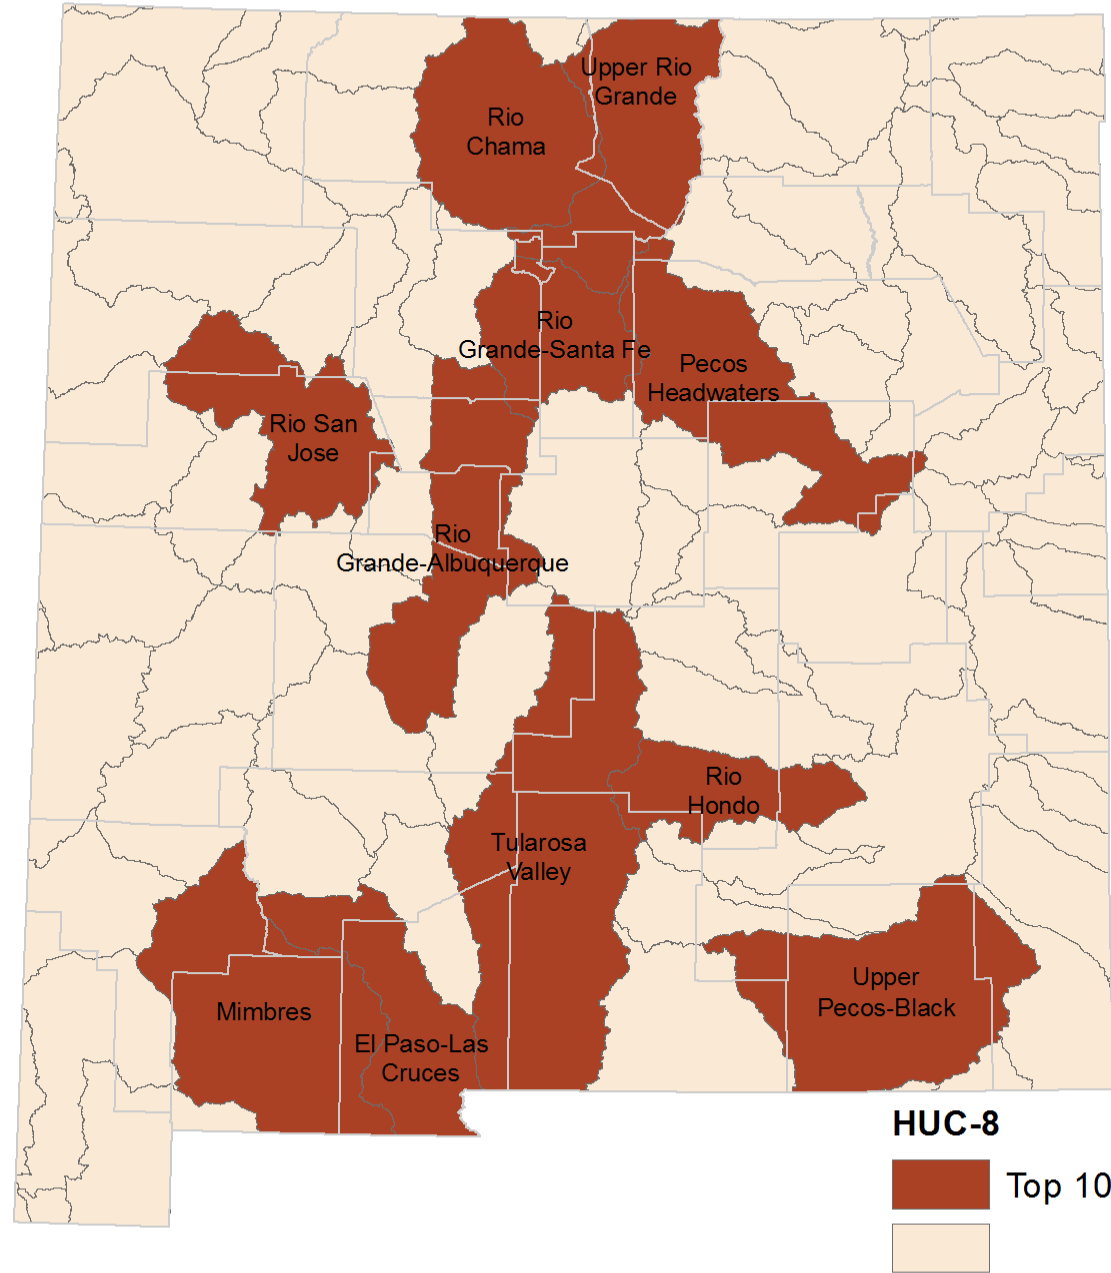 Upper Rio
Grande
Rio
Chama
Rio
Grande-Santa Fe
Pecos
Headwaters
Rio San
Jose
Rio
Grande-Albuquerque
Rio
Hondo
Tularosa
Valley
Upper
Pecos-Black
Mimbres
El Paso-Las
Cruces
HUC-8
Top 10